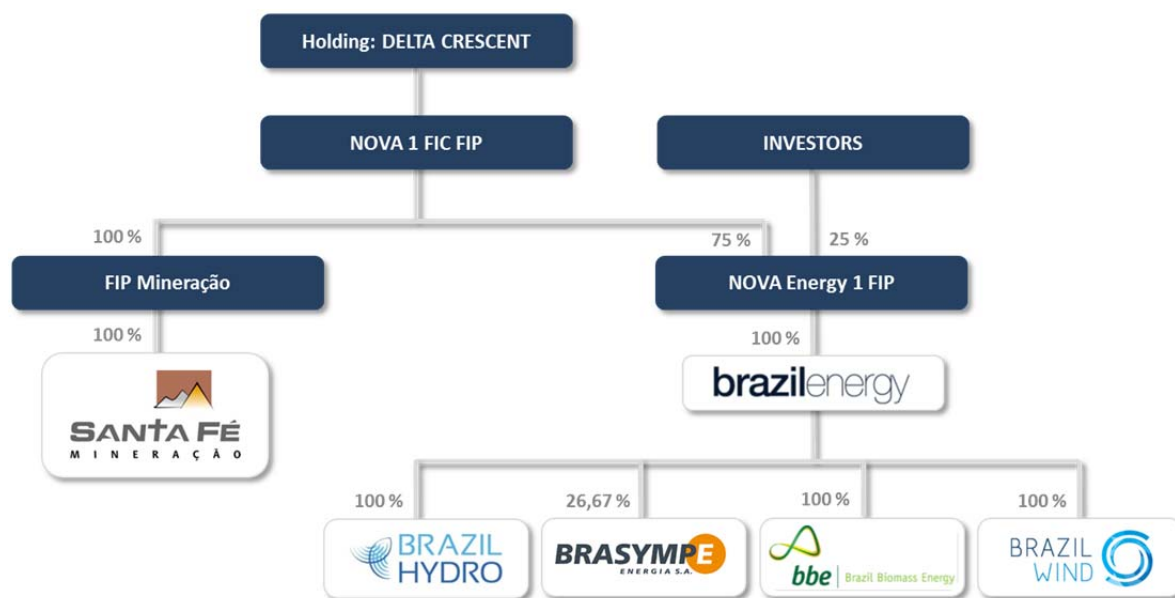 Holding: DELTA CRESCENT
NOVA 1 FIC FIP
INVESTORS
100 %
75 %
25 %
FIP Mineração
NOVA Energy 1 FIP
100 %
100 %
brazilenergy
SANTA FÉ
MINERAÇÃO
100 %
26,67 %
100 %
100 %
BRAZIL
HYDRO
BRASYMPE
ENERGIA S.A.
bbe Brazil Biomass Energy
BRAZIL
WIND